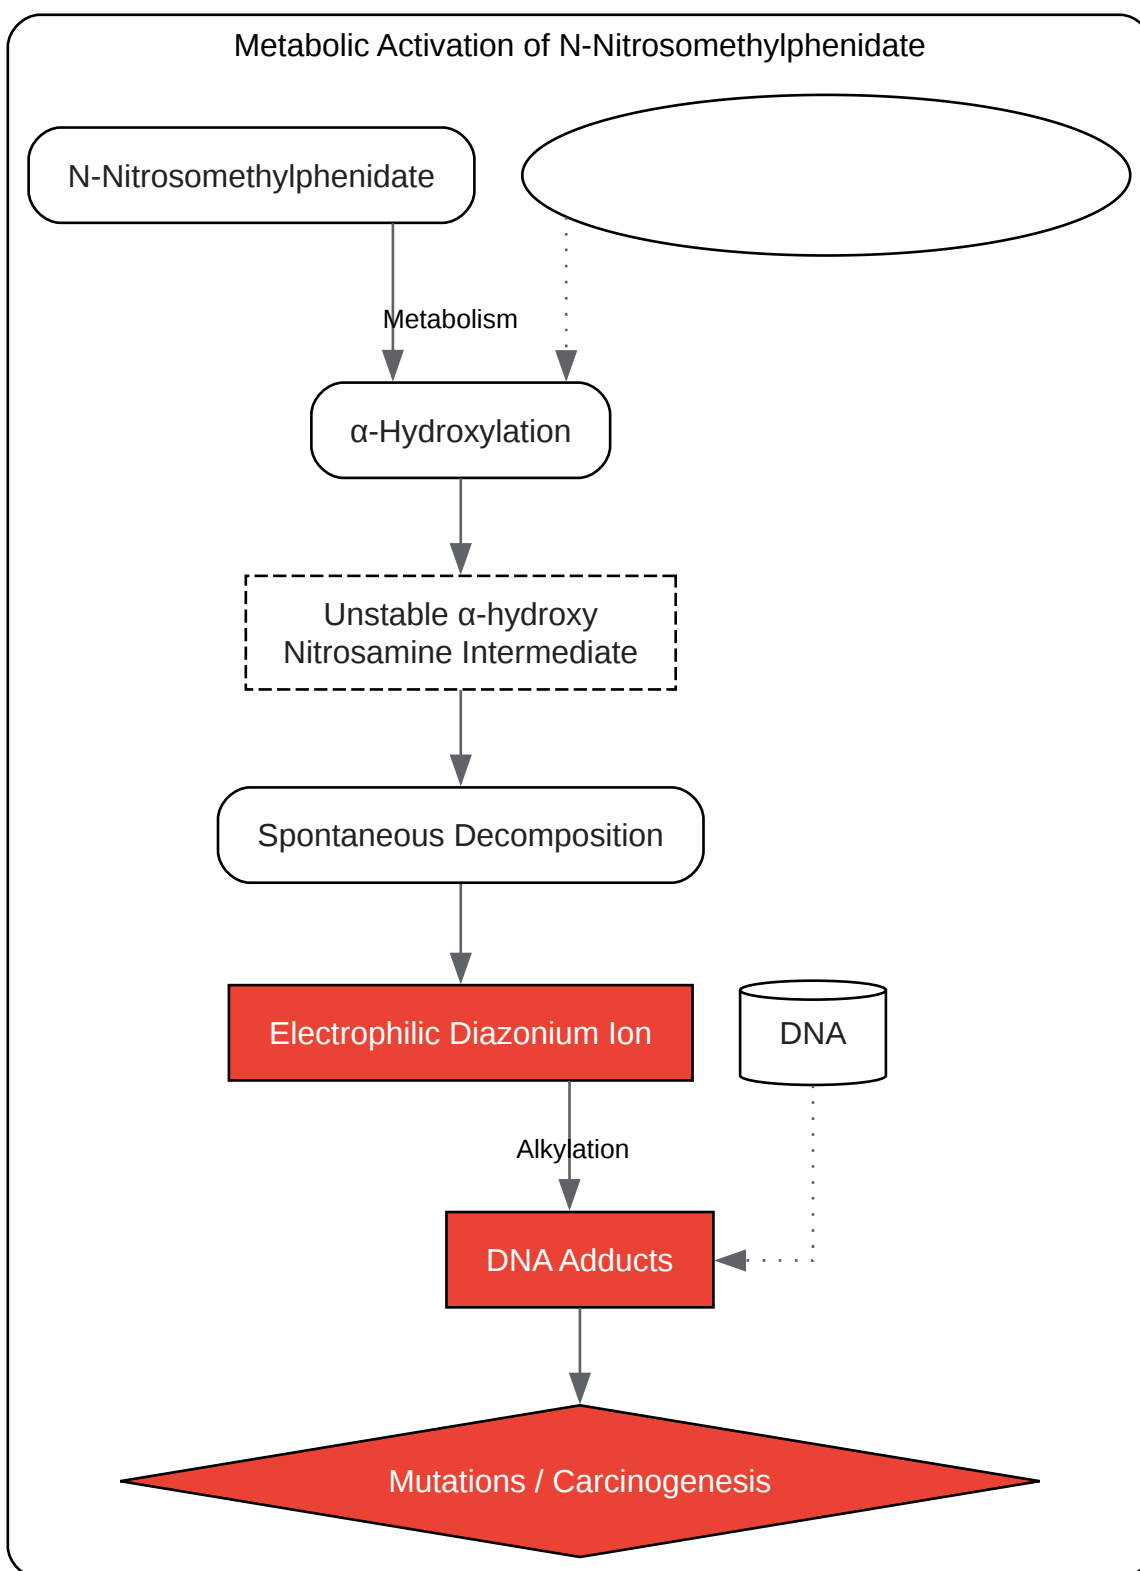 Metabolic Activation of N-Nitrosomethylphenidate
N-Nitrosomethylphenidate
Metabolism
α-Hydroxylation
Unstable α-hydroxy
Nitrosamine Intermediate
Spontaneous Decomposition
Electrophilic Diazonium Ion
DNA
Alkylation
DNA Adducts
Mutations / Carcinogenesis